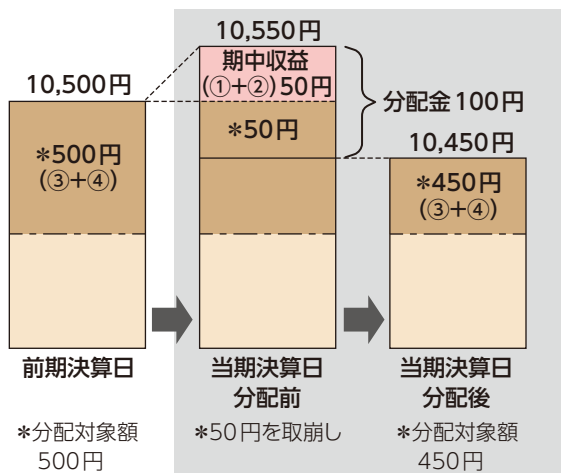 10,500円
*500円
(③+④)
前期決算日
*分配対象額
500円
10,550円
期中収益
(①+②)50円
*50円
分配金100円
当期決算日
分配前
*50円を取崩し
10,450円
*450円
(③+④)
当期決算日
分配後
*分配対象額
450円